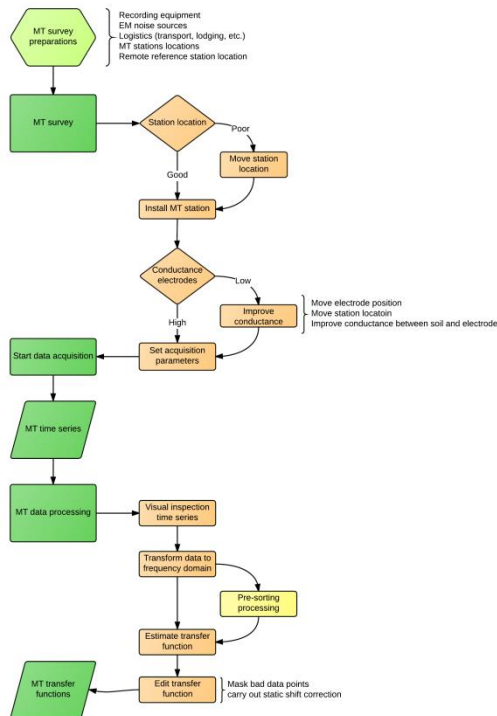 MT survey
preparations
Recording equipment
EM noise sources
Logistics (transport, lodging, etc.)
MT stations locations
Remote reference station location
MT survey
Station location
Poor
Move station
location
Good
Install MT station
Conductance
electrodes
Low
Improve
conductance
Move electrode position
Move station locatoin
Improve conductance between soil and electrode
High
Start data acquisition
Set acquisition
parameters
MT time series
MT data processing
Visual inspection
time series
Transform data to
frequency domain
Pre-sorting
processing
Estimate transfer
function
MT transfer
functions
Edit transfer
function
Mask bad data points
carry out static shift correction